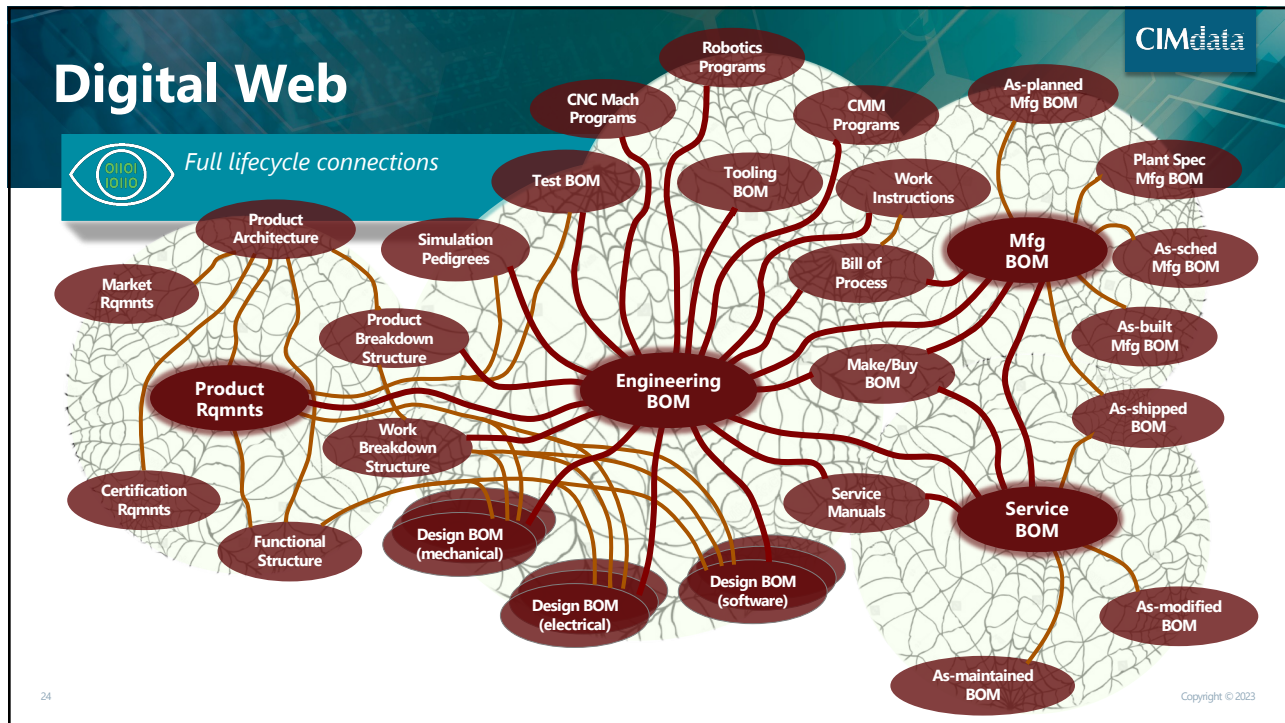 CIMdata
Digital Web
Full lifecycle connections
01101
10110
Robotics
Programs
CNC Mach
Programs
CMM
Programs
As-planned
Mfg BOM
Test BOM
Tooling
BOM
Work
Instructions
Plant Spec
Mfg BOM
Product
Architecture
Simulation
Pedigrees
Bill of
Process
Mfg
BOM
As-sched
Mfg BOM
Market
Rqmnts
Product
Breakdown
Structure
As-built
Mfg BOM
Product
Rqmnts
Engineering
BOM
Make/Buy
BOM
As-shipped
BOM
Work
Breakdown
Structure
Certification
Rqmnts
Service
Manuals
Service
BOM
Functional
Structure
Design BOM
(mechanical)
Design BOM
(electrical)
Design BOM
(software)
As-modified
BOM
As-maintained
BOM
24
Copyright © 2023